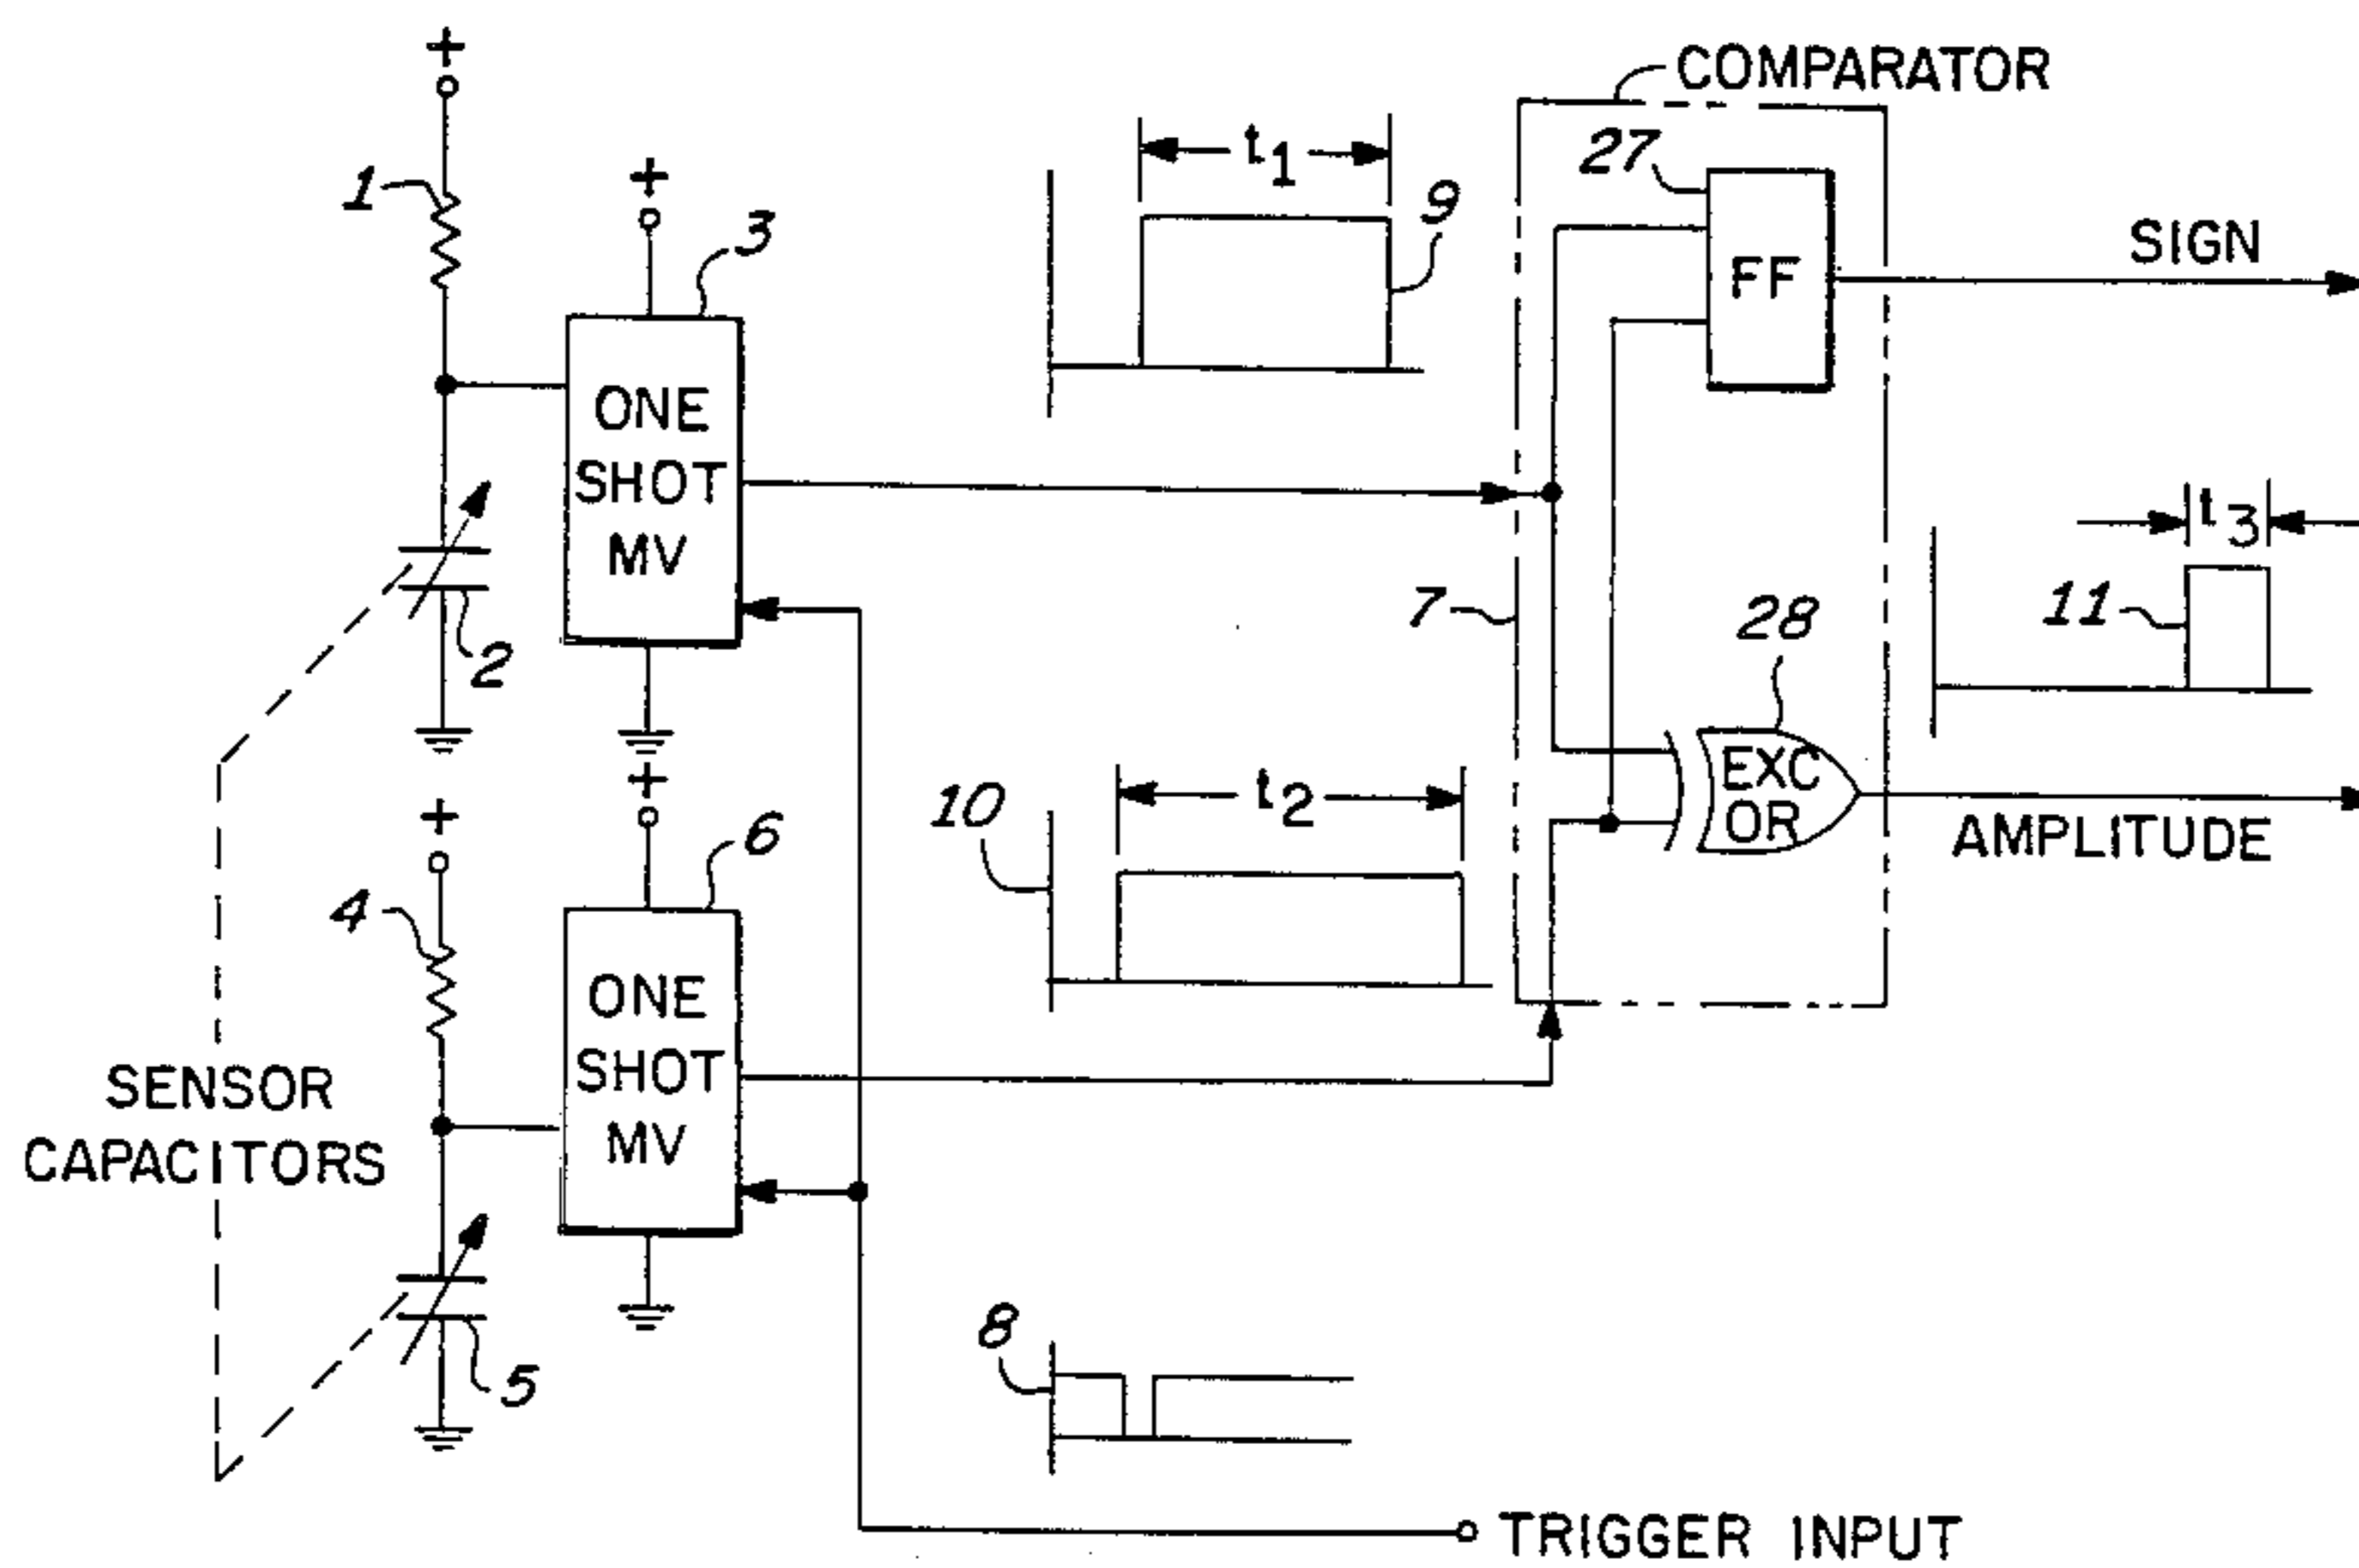 COMPARATOR
+
1
+
3
t1
9
27
FF
SIGN
ONE
SHOT
MV
2
7
28
t3
11
EXC
OR
AMPLITUDE
+
+
6
10
t2
4
ONE
SHOT
MV
SENSOR
CAPACITORS
5
8
TRIGGER INPUT